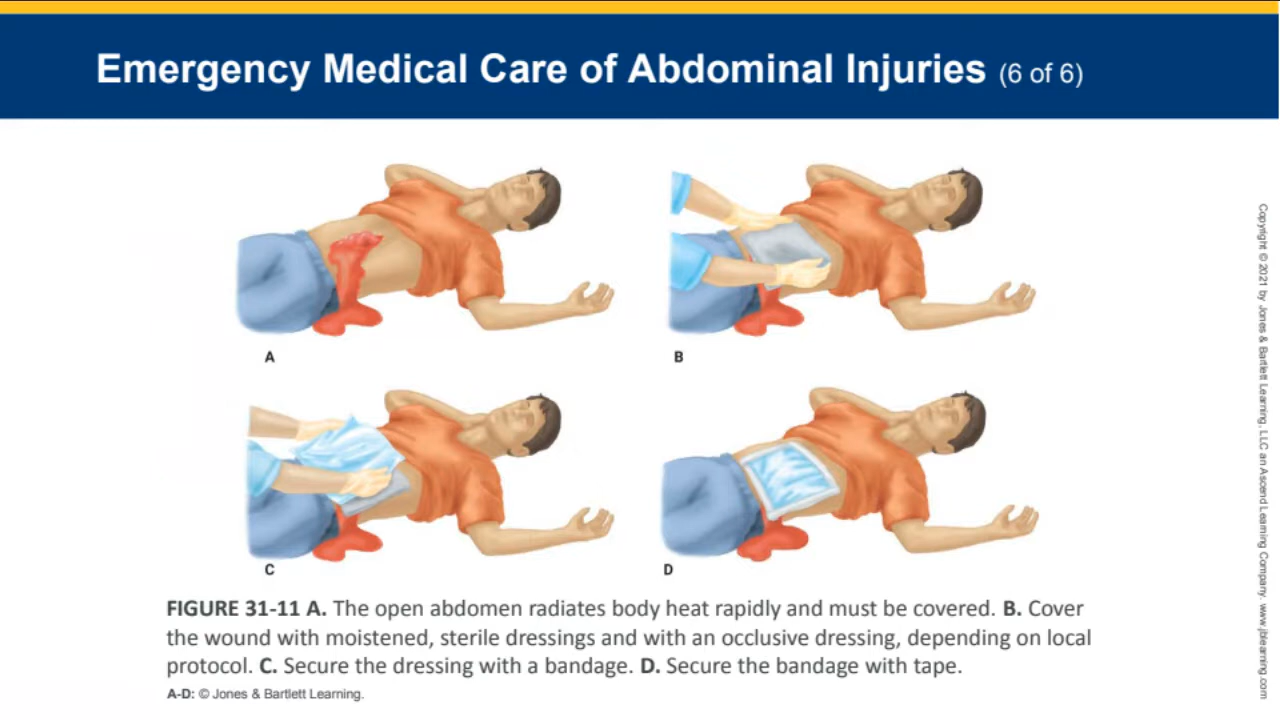 Emergency Medical Care of Abdominal Injuries (6 of 6)
A
B
C
D
FIGURE 31-11 A. The open abdomen radiates body heat rapidly and must be covered. B. Cover
the wound with moistened, sterile dressings and with an occlusive dressing, depending on local
protocol. C. Secure the dressing with a bandage. D. Secure the bandage with tape.
A-D: © Jones & Bartlett Learning.
Copyright © 2021 by Jones & Bartlett Learning, LLC an Ascend Learning Company. www.jblearning.com